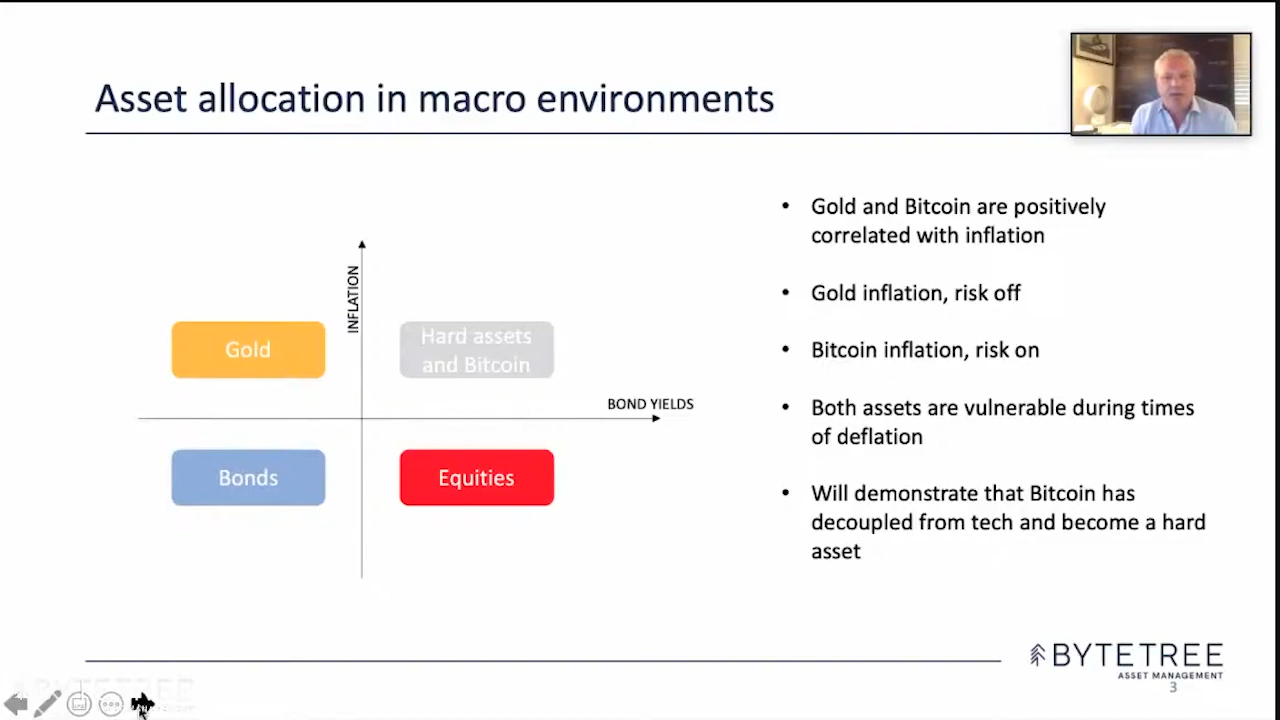 Asset allocation in macro environments
INFLATION
Gold
Hard assets
and Bitcoin
BOND YIELDS
Bonds
Equities
• Gold and Bitcoin are positively
correlated with inflation
• Gold inflation, risk off
• Bitcoin inflation, risk on
• Both assets are vulnerable during times
of deflation
• Will demonstrate that Bitcoin has
decoupled from tech and become a hard
asset
BYTETREE
ASSET MANAGEMENT
3